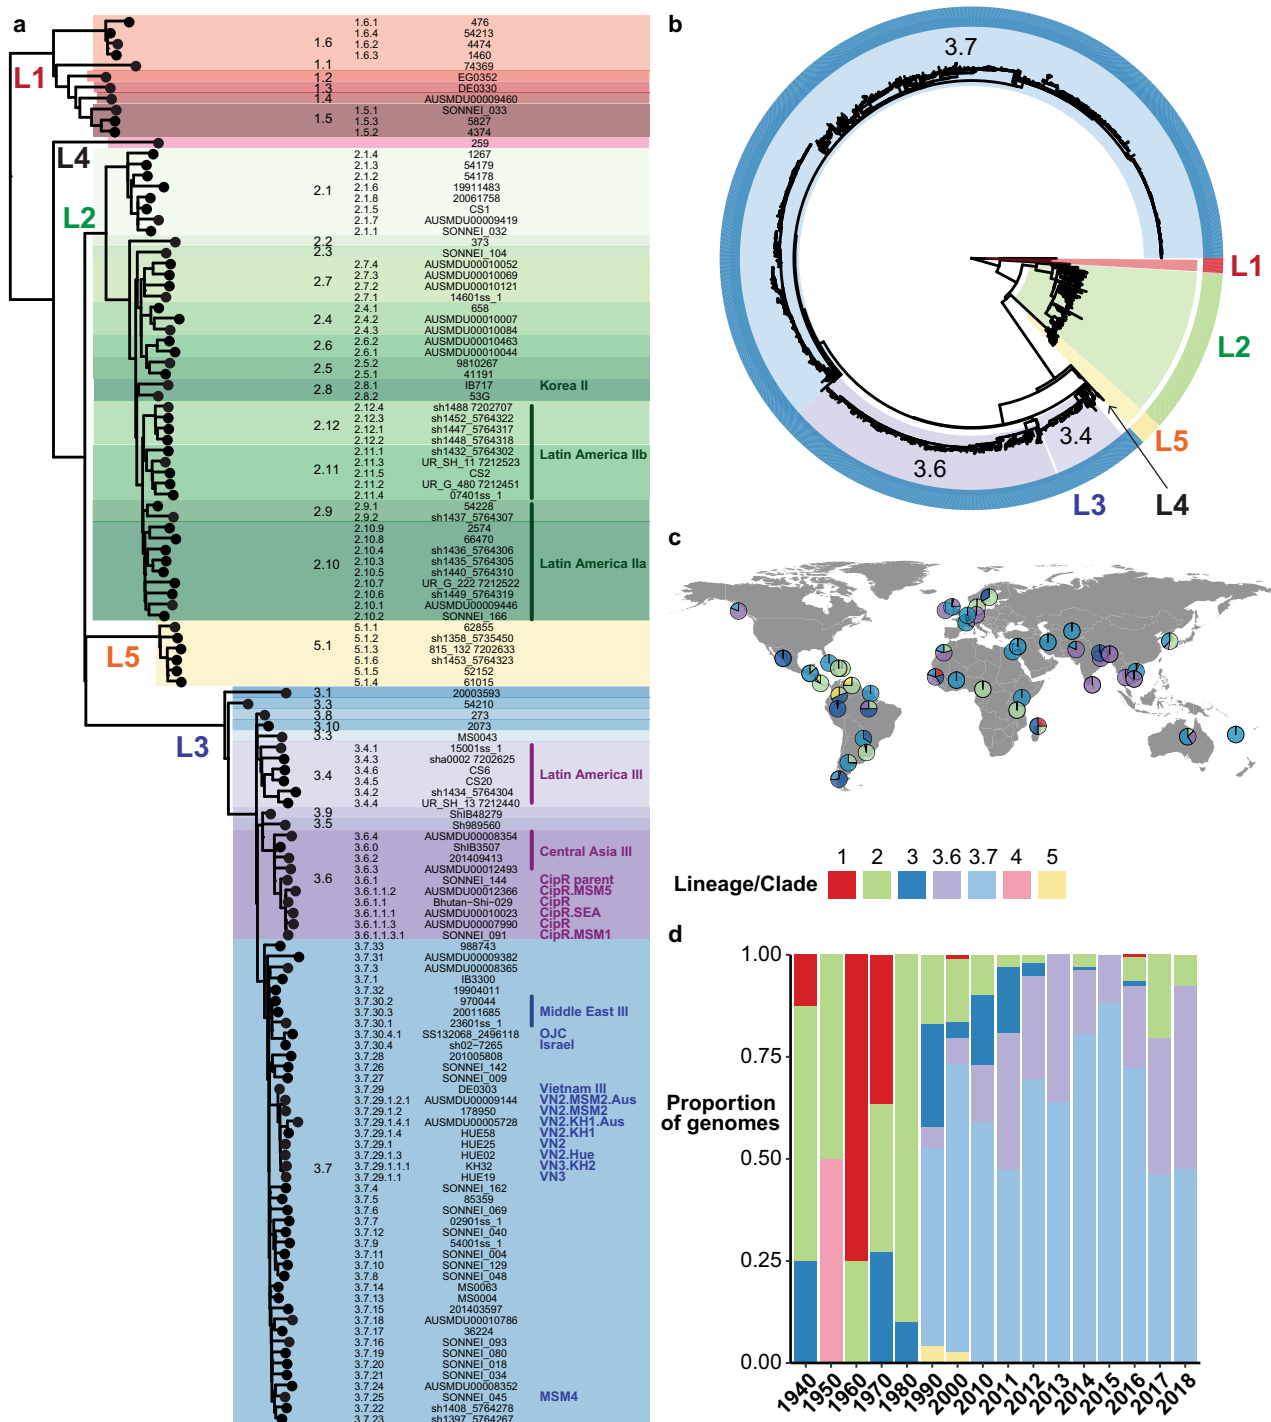 a
1.6.1 476
1.6.4 54213
1.6 1.6.2 4474
1.6.3 1460
1.1 74369
1.2 EG0352
L1
1.3 DE0330
1.4 AUSMDU00009460
1.5.1 SONNEI_033
1.5 1.5.3 5827
1.5.2 4374
259
L4
2.1.4 1267
2.1.3 54179
2.1.2 54178
2.1 2.1.6 19911483
2.1.8 20061758
2.1.5 CS1
L2
2.1.7 AUSMDU00009419
2.1.1 SONNEI_032
2.2 373
2.3 SONNEI_104
2.7.4 AUSMDU00010052
2.7.3 AUSMDU00010069
2.7 2.7.2 AUSMDU00010121
2.7.1 14601ss_1
2.4.1 658
2.4 2.4.2 AUSMDU00010007
2.4.3 AUSMDU00010084
2.6 2.6.2 AUSMDU00010463
2.6.1 AUSMDU00010044
2.5 2.5.2 9810267
2.5.1 41191
2.8 2.8.1 IB717 Korea II
2.8.2 53G
2.12.4 sh1488 7202707
2.12.3 sh1452_5764322
2.12 2.12.1 sh1447_5764317
2.12.2 sh1448_5764318
2.11.1 sh1432_5764302
Latin America IIb
2.11 2.11.3 UR_SH_11 7212523
2.11.5 CS2
2.11.2 UR_G_480 7212451
2.11.4 07401ss_1
2.9 2.9.1 54228
2.9.2 sh1437_5764307
2.10.9 2574
2.10.8 66470
2.10.4 sh1436_5764306
2.10 2.10.3 sh1435_5764305 Latin America IIa
2.10.5 sh1440_5764310
2.10.7 UR_G_222 7212522
2.10.6 sh1449_5764319
2.10.1 AUSMDU00009446
2.10.2 SONNEI_166
5.1.1 62855
5.1.2 sh1358_5735450
L5 5.1 5.1.3 815_132 7202633
5.1.6 sh1453_5764323
5.1.5 52152
5.1.4 61015
3.1 20003593
3.3 54210
3.8 273
3.10 2073
L3
3.3 MS0043
3.4.1 15001ss_1
3.4.3 sha0002 7202625
3.4 3.4.6 CS6 Latin America III
3.4.5 CS20
3.4.2 sh1434_5764304
3.4.4 UR_SH_13 7212440
3.9 ShIB48279
3.5 Sh989560
3.6.4 AUSMDU00008354
3.6.0 ShIB3507 Central Asia III
3.6.2 201409413
3.6.3 AUSMDU00012493
3.6 3.6.1 SONNEI_144 CipR parent
3.6.1.1.2 AUSMDU00012366 CipR.MSM5
3.6.1.1 Bhutan-Shi-029 CipR
3.6.1.1.1 AUSMDU00010023 CipR.SEA
3.6.1.1.3 AUSMDU00007990 CipR
3.6.1.1.3.1 SONNEI_091 CipR.MSM1
3.7.33 988743
3.7.31 AUSMDU00009382
3.7.3 AUSMDU00008365
3.7.1 IB3300
3.7.32 19904011
3.7.30.2 970044
3.7.30.3 20011685 Middle East III
3.7.30.1 23601ss_1
3.7.30.4.1 SS132068_2496118 OJC
3.7.30.4 sh02-7265 Israel
3.7.28 201005808
3.7.26 SONNEI_142
3.7.27 SONNEI_009
3.7.29 DE0303 Vietnam III
3.7.29.1.2.1 AUSMDU00009144 VN2.MSM2.Aus
3.7.29.1.2 178950 VN2.MSM2
3.7.29.1.4.1 AUSMDU00005728 VN2.KH1.Aus
3.7.29.1.4 HUE58 VN2.KH1
3.7.29.1 HUE25 VN2
3.7.29.1.3 HUE02 VN2.Hue
3.7 3.7.29.1.1.1 KH32 VN3.KH2
3.7.29.1.1 HUE19 VN3
3.7.4 SONNEI_162
3.7.5 85359
3.7.6 SONNEI_069
3.7.7 02901ss_1
3.7.12 SONNEI_040
3.7.9 54001ss_1
3.7.11 SONNEI_004
3.7.10 SONNEI_129
3.7.8 SONNEI_048
3.7.14 MS0063
3.7.13 MS0004
3.7.15 201403597
3.7.18 AUSMDU00010786
3.7.17 36224
3.7.16 SONNEI_093
3.7.19 SONNEI_080
3.7.20 SONNEI_018
3.7.21 SONNEI_034
3.7.24 AUSMDU00008352
3.7.25 SONNEI_045 MSM4
3.7.22 sh1408_5764278
3.7.23 sh1397_5764267
b
3.7
L1
L2
L5
3.4
3.6
L3
L4
c
1 2 3 3.6 3.7 4 5
Lineage/Clade
d
1.00
0.75
Proportion
of genomes
0.50
0.25
0.00
1940 1950 1960 1970 1980 1990 2000 2010 2011 2012 2013 2014 2015 2016 2017 2018